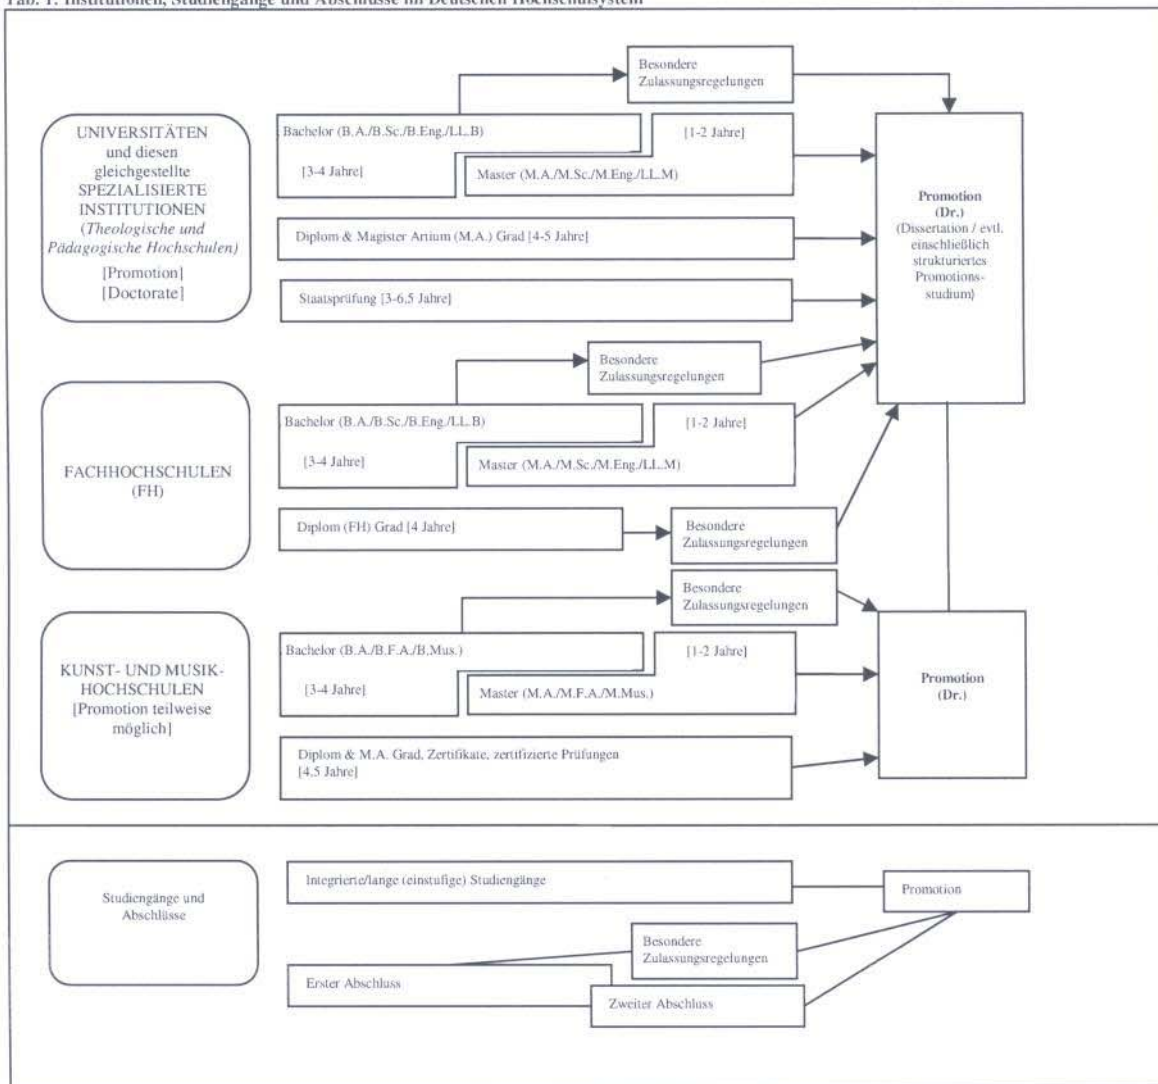 Tab. 1: Institutionen, Studiengänge und Abschlüsse im Deutschen Hochschulsystem
Besondere
Zulassungsregelungen
UNIVERSITÄTEN
und diesen
gleichgestellte
SPEZIALISIERTE
INSTITUTIONEN
(Theologische und
Pädagogische Hochschulen)
[Promotion]
[Doctorate]
Bachelor (B.A./B.Sc./B.Eng./LL.B)
[3-4 Jahre]
[1-2 Jahre]
Master (M.A./M.Sc./M.Eng./LL.M)
Diplom & Magister Artium (M.A.) Grad [4-5 Jahre]
Staatsprüfung [3-6,5 Jahre]
Promotion
(Dr.)
(Dissertation / evtl.
einschließlich
strukturiertes
Promotions-
studium)
Besondere
Zulassungsregelungen
FACHHOCHSCHULEN
(FH)
Bachelor (B.A./B.Sc./B.Eng./LL.B)
[3-4 Jahre]
[1-2 Jahre]
Master (M.A./M.Sc./M.Eng./LL.M)
Diplom (FH) Grad [4 Jahre]
Besondere
Zulassungsregelungen
Besondere
Zulassungsregelungen
KUNST- UND MUSIK-
HOCHSCHULEN
[Promotion teilweise
möglich]
Bachelor (B.A./B.F.A./B.Mus.)
[3-4 Jahre]
[1-2 Jahre]
Master (M.A./M.F.A./M.Mus.)
Diplom & M.A. Grad, Zertifikate, zertifizierte Prüfungen
[4.5 Jahre]
Promotion
(Dr.)
Studiengänge und
Abschlüsse
Integrierte/lange (einstufige) Studiengänge
Promotion
Besondere
Zulassungsregelungen
Erster Abschluss
Zweiter Abschluss